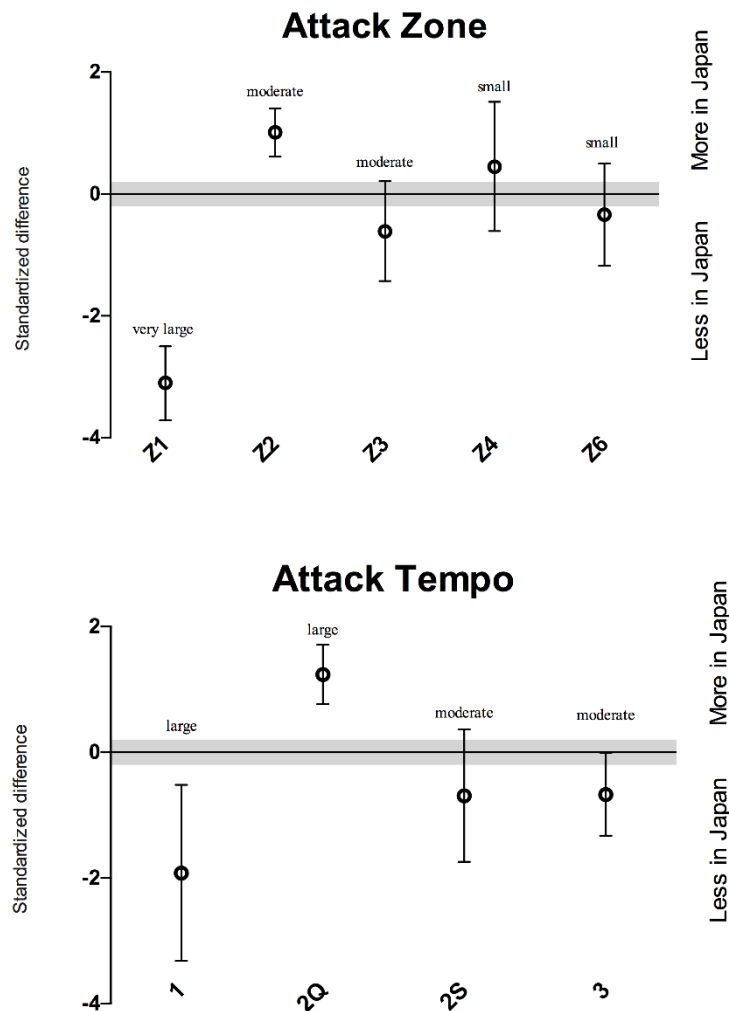 Attack Zone
2
0
-2
-4
Standardized difference
very large
moderate
moderate
small
small
Z1
Z2
Z3
Z4
Z6
More in Japan
Less in Japan
Attack Tempo
2
0
-2
-4
Standardized difference
large
large
moderate
moderate
1
2Q
2S
3
More in Japan
Less in Japan